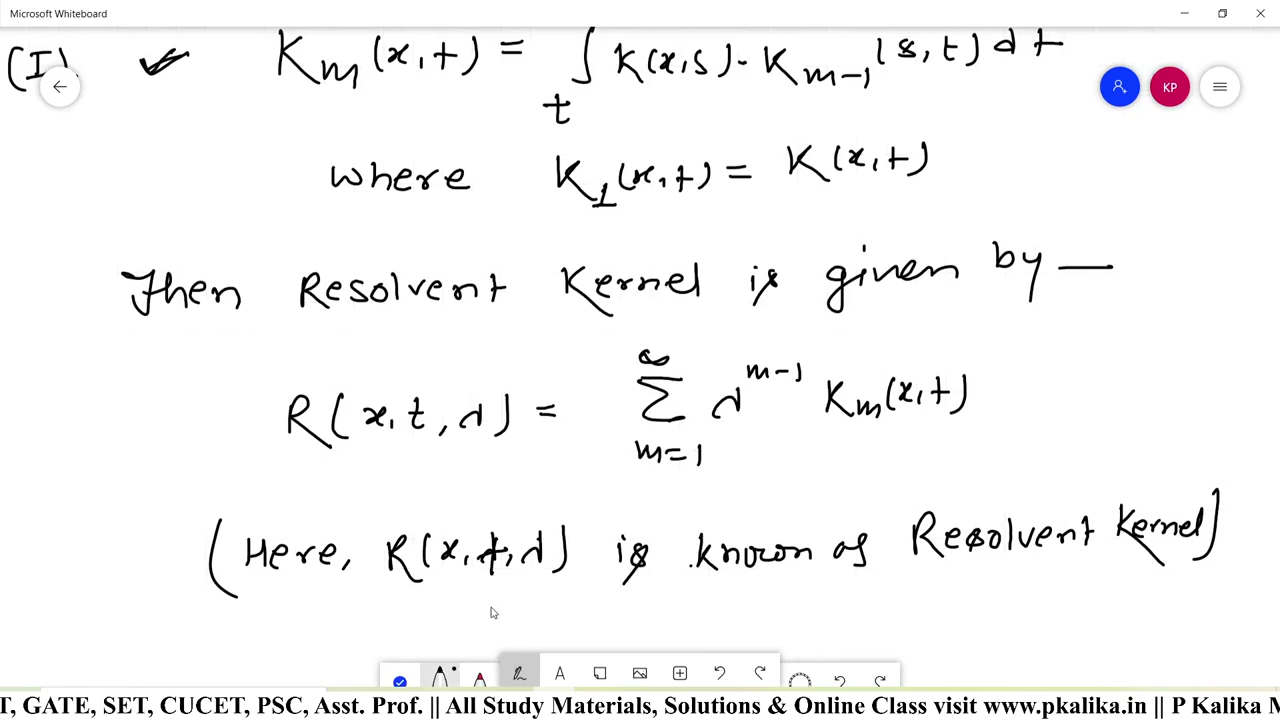 Microsoft Whiteboard
(I) ✓ Kₘ(x,t) = ∫ₜ K(x,s) · Kₘ₋₁(s,t) dt
KP
where K₁(x,t) = K(x,t)
Then Resolvent Kernel is given by —
R(x,t,λ) = ∞ Σ m=1 λ^(m-1) Kₘ(x,t)
(Here, R(x,t,λ) is known as Resolvent Kernel)
T, GATE, SET, CUCET, PSC, Asst. Prof. || All Study Materials, Solutions & Online Class visit www.pkalika.in || P Kalika M